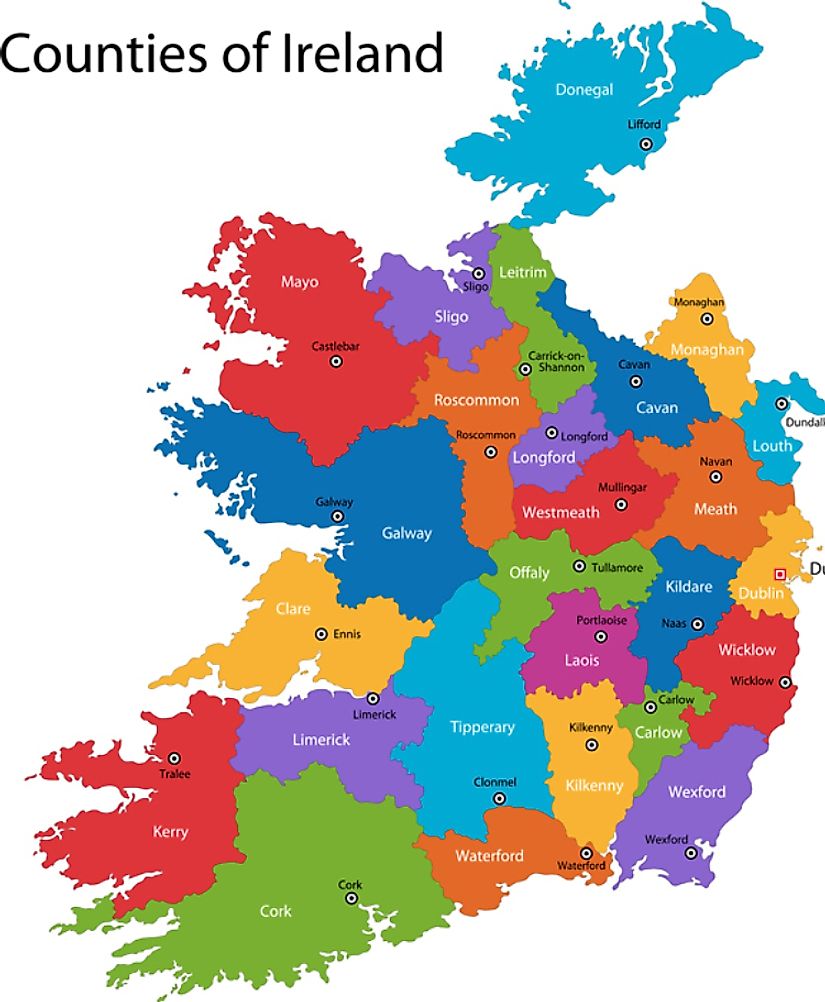 Counties of Ireland
Donegal
Lifford
Mayo
Leitrim
Sligo
Sligo
Monaghan
Monaghan
Castlebar
Carrick-on-
Shannon
Cavan
Cavan
Roscommon
Roscommon
Dundalk
Louth
Longford
Longford
Navan
Mullingar
Westmeath
Meath
Galway
Galway
Offaly
Tullamore
Du
Kildare
Dublin
Clare
Ennis
Portlaoise
Naas
Laois
Wicklow
Wicklow
Limerick
Limerick
Carlow
Carlow
Tipperary
Kilkenny
Kilkenny
Tralee
Clonmel
Wexford
Wexford
Kerry
Waterford
Waterford
Cork
Cork